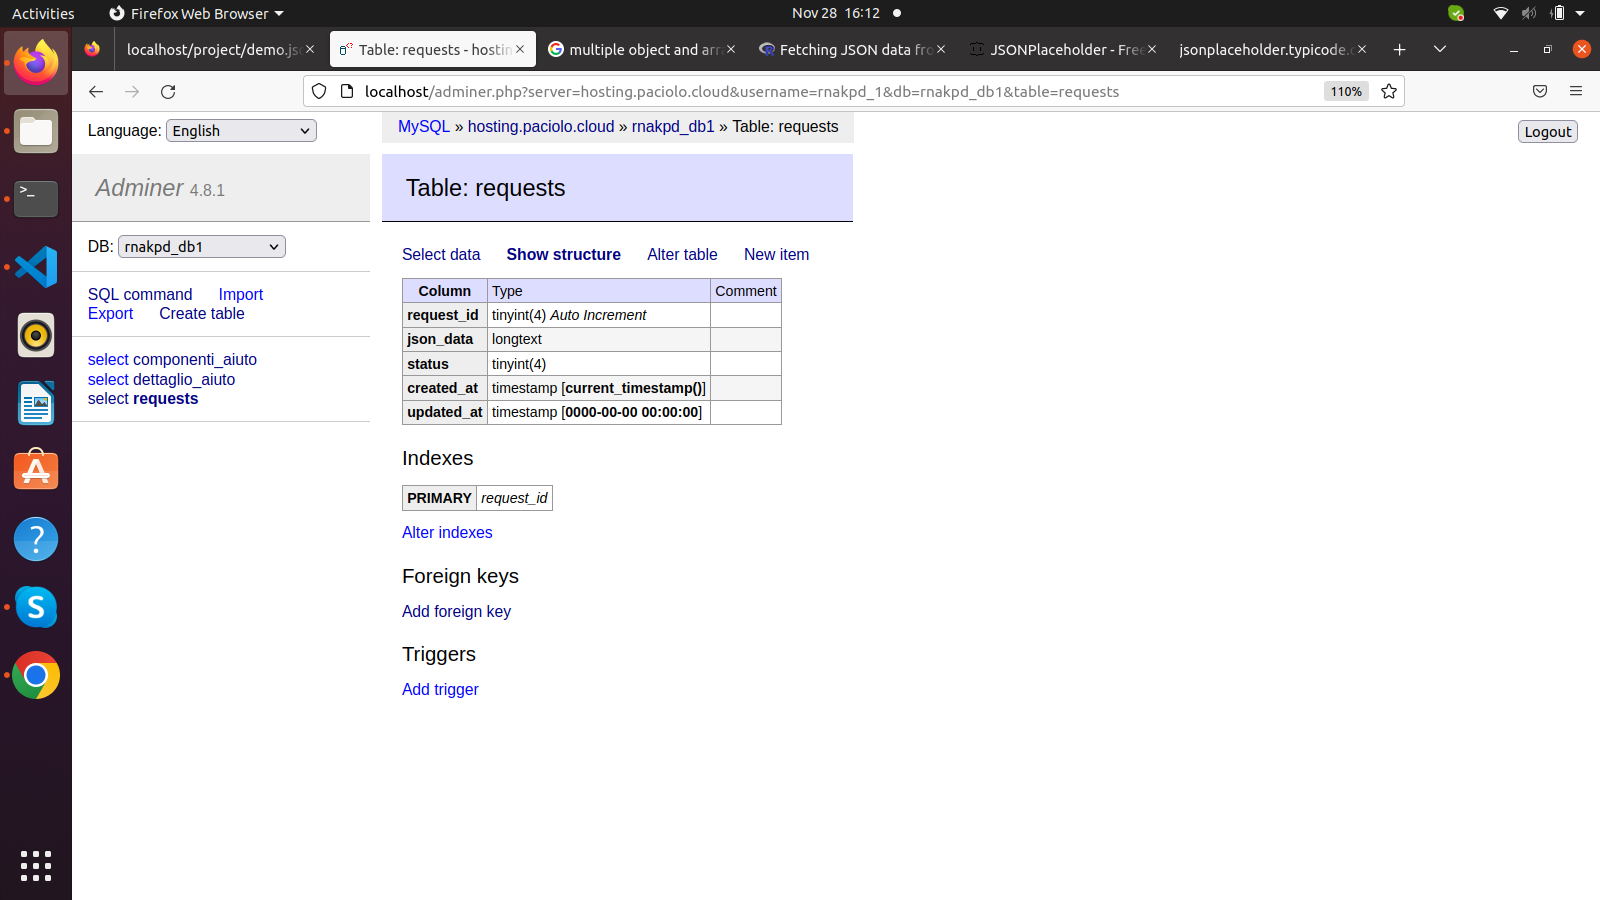 Activities
Firefox Web Browser
Nov 28 16:12
localhost/project/demo.js
Table: requests - hostin
multiple object and arr
Fetching JSON data fro
JSONPlaceholder - Fre
jsonplaceholder.typicode.
localhost/adminer.php?server=hosting.paciolo.cloud&username=rnakpd_1&db=rnakpd_db1&table=requests
110%
Language: English
MySQL » hosting.paciolo.cloud » rnakpd_db1 » Table: requests
Logout
Adminer 4.8.1
Table: requests
DB: rnakpd_db1
Select data Show structure Alter table New item
SQL command Import
Export Create table
select componenti_aiuto
select dettaglio_aiuto
select requests
Column Type Comment
request_id tinyint(4) Auto Increment
json_data longtext
status tinyint(4)
created_at timestamp [current_timestamp()]
updated_at timestamp [0000-00-00 00:00:00]
Indexes
PRIMARY request_id
Alter indexes
Foreign keys
Add foreign key
Triggers
Add trigger